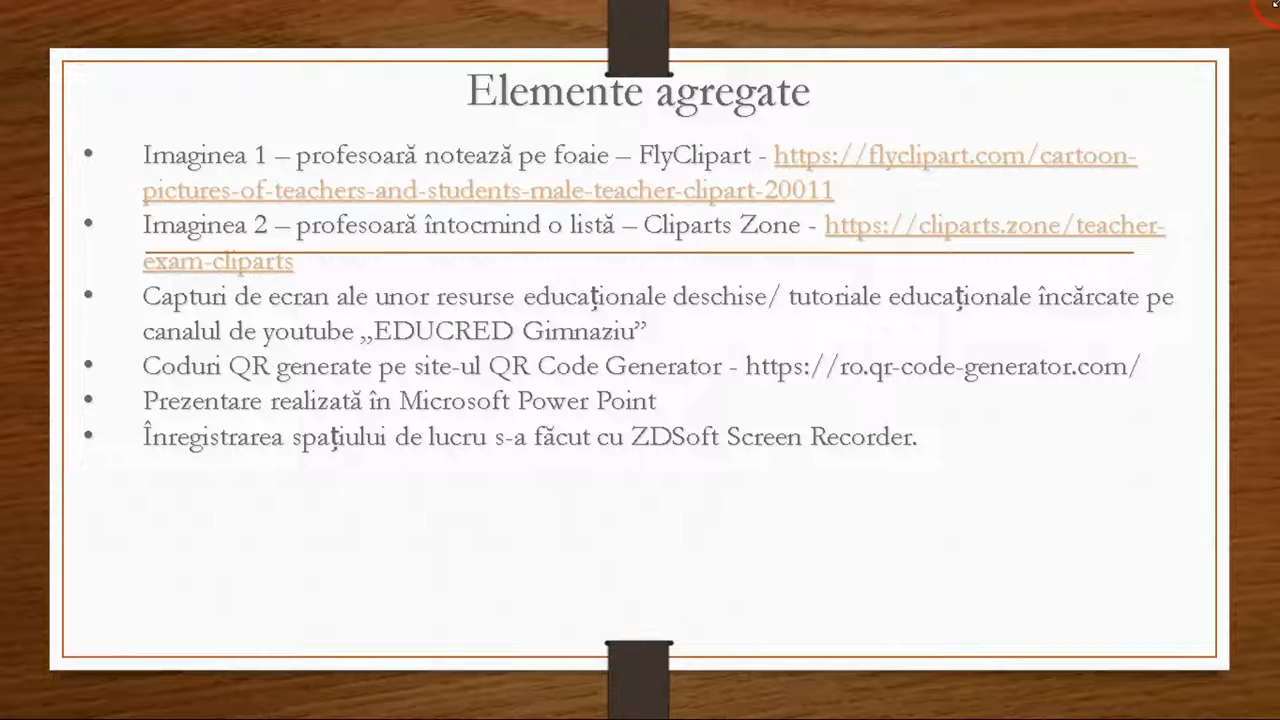 Elemente agregate
• Imaginea 1 – profesoară notează pe foaie – FlyClipart - https://flyclipart.com/cartoon-
pictures-of-teachers-and-students-male-teacher-clipart-20011
• Imaginea 2 – profesoară întocmind o listă – Cliparts Zone - https://cliparts.zone/teacher-
exam-cliparts
• Capturi de ecran ale unor resurse educaționale deschise/ tutoriale educaționale încărcate pe
canalul de youtube „EDUCRED Gimnaziu”
• Coduri QR generate pe site-ul QR Code Generator - https://ro.qr-code-generator.com/
• Prezentare realizată în Microsoft Power Point
• Înregistrarea spațiului de lucru s-a făcut cu ZDSoft Screen Recorder.